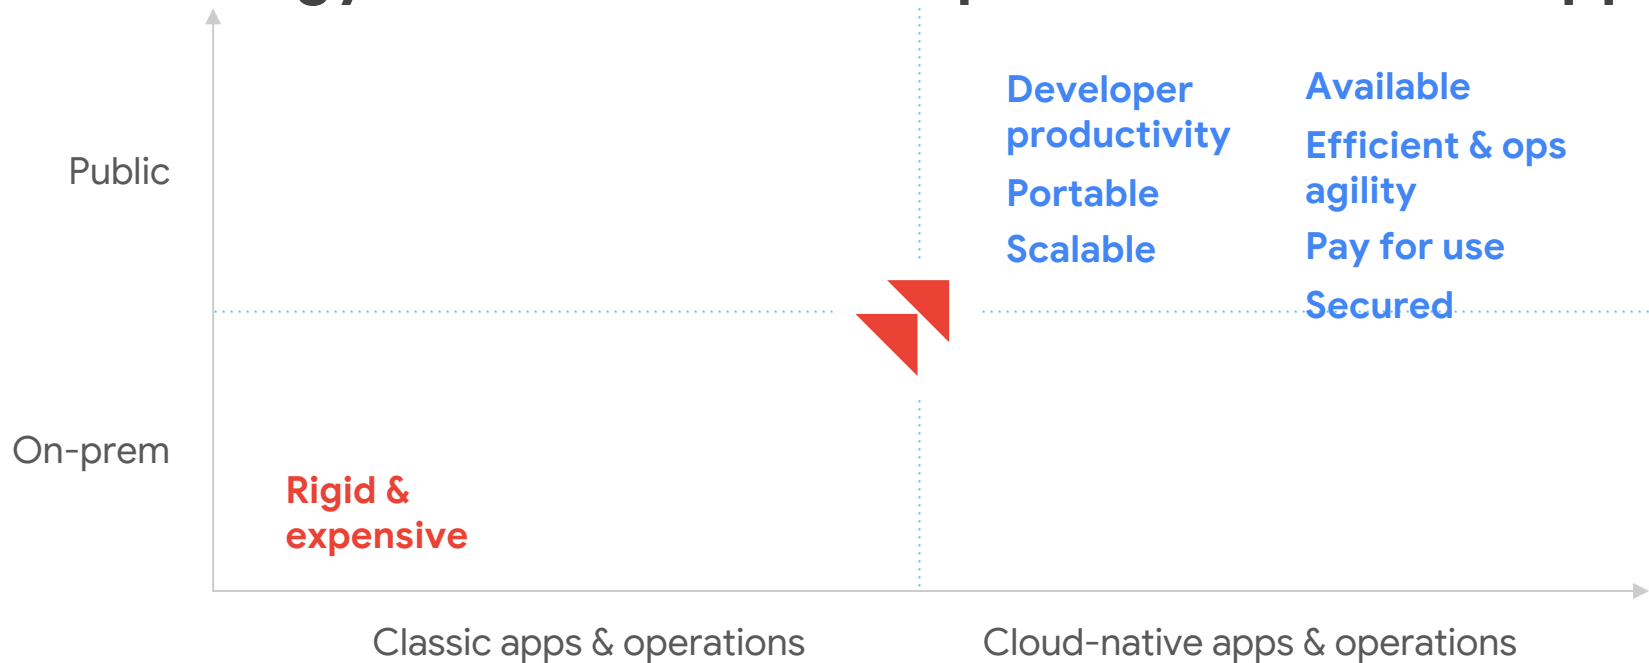 Developer
productivity
Portable
Scalable
Available
Efficient & ops
agility
Pay for use
Secured
Public
On-prem
Rigid &
expensive
Classic apps & operations
Cloud-native apps & operations